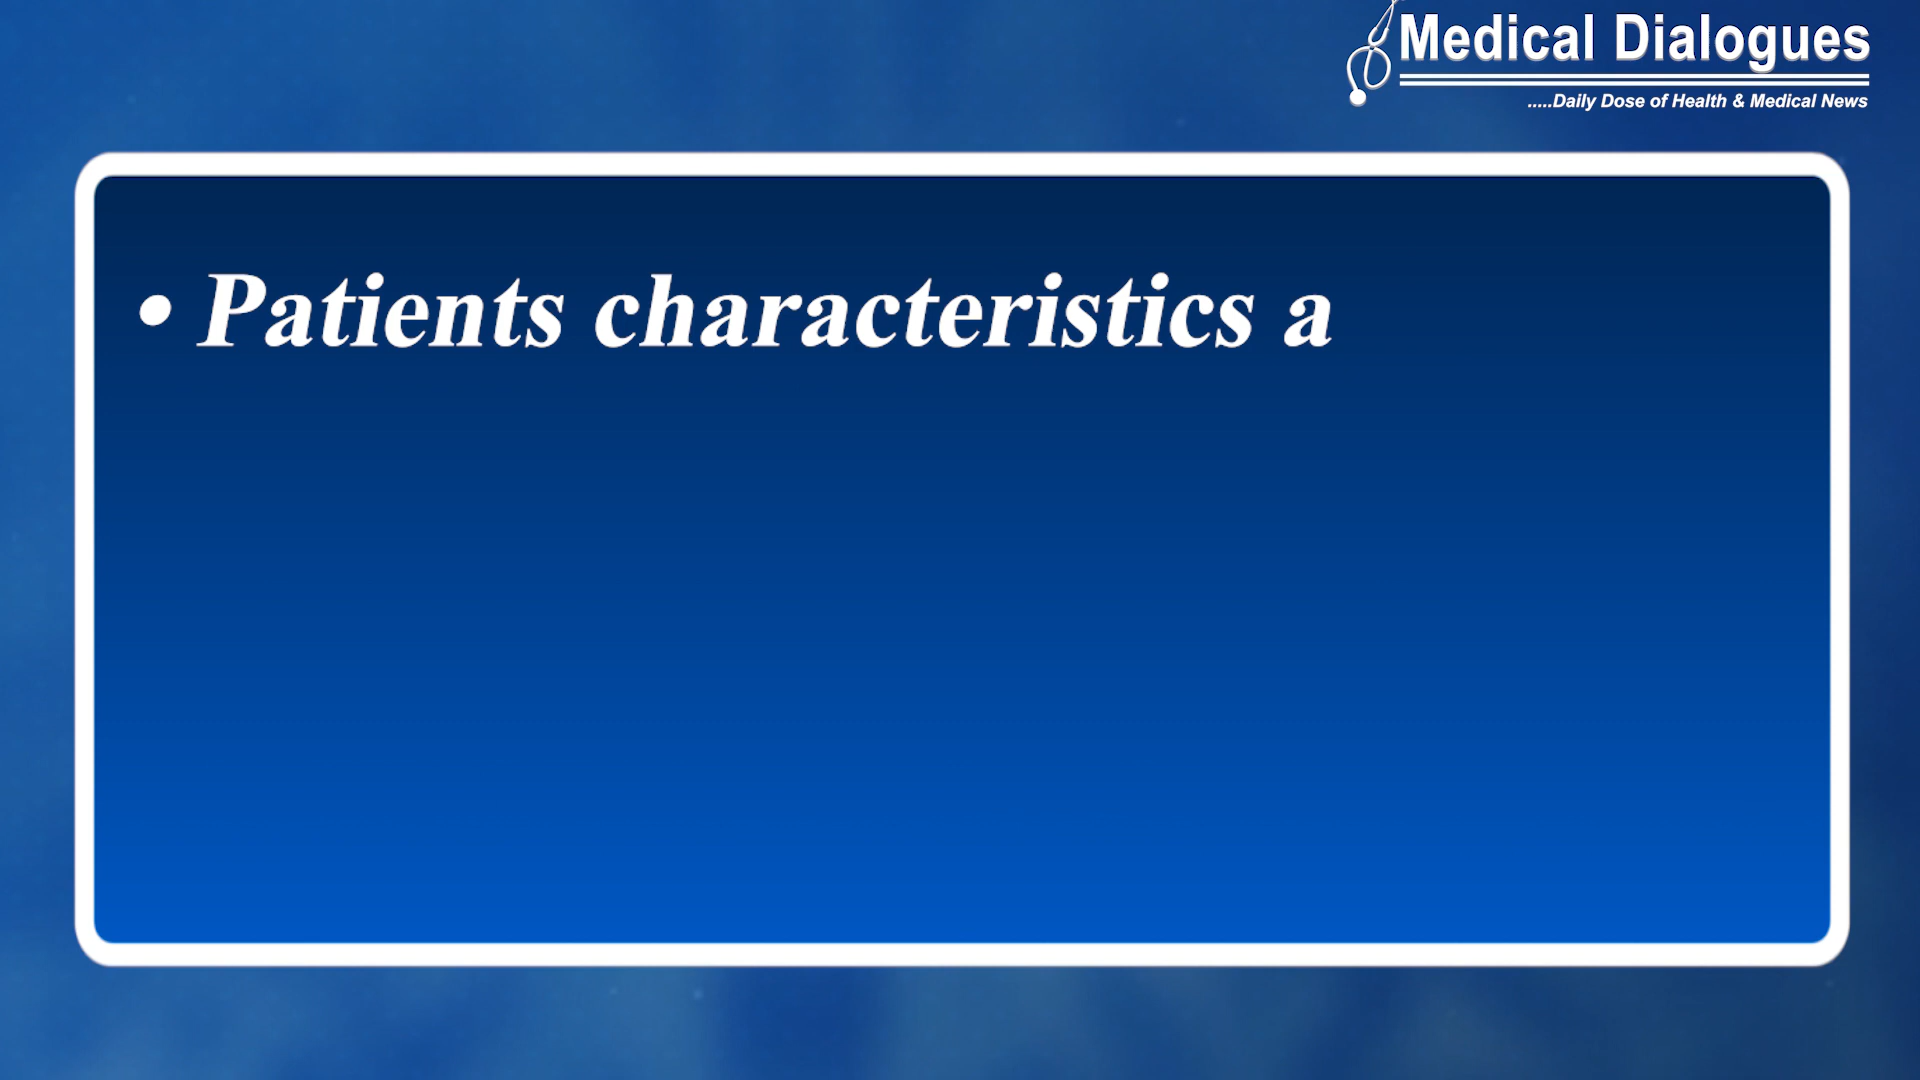 Medical Dialogues
.....Daily Dose of Health & Medical News
• Patients characteristics a